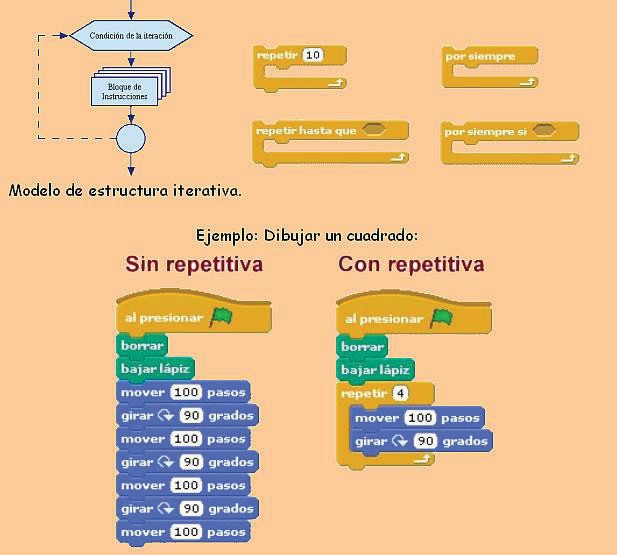 Condición de la iteración
Bloque de
Instrucciones
Modelo de estructura iterativa.
repetir 10
por siempre
repetir hasta que
por siempre si
Ejemplo: Dibujar un cuadrado:
Sin repetitiva
al presionar
borrar
bajar lápiz
mover 100 pasos
girar 90 grados
mover 100 pasos
girar 90 grados
mover 100 pasos
girar 90 grados
mover 100 pasos
Con repetitiva
al presionar
borrar
bajar lápiz
repetir 4
mover 100 pasos
girar 90 grados